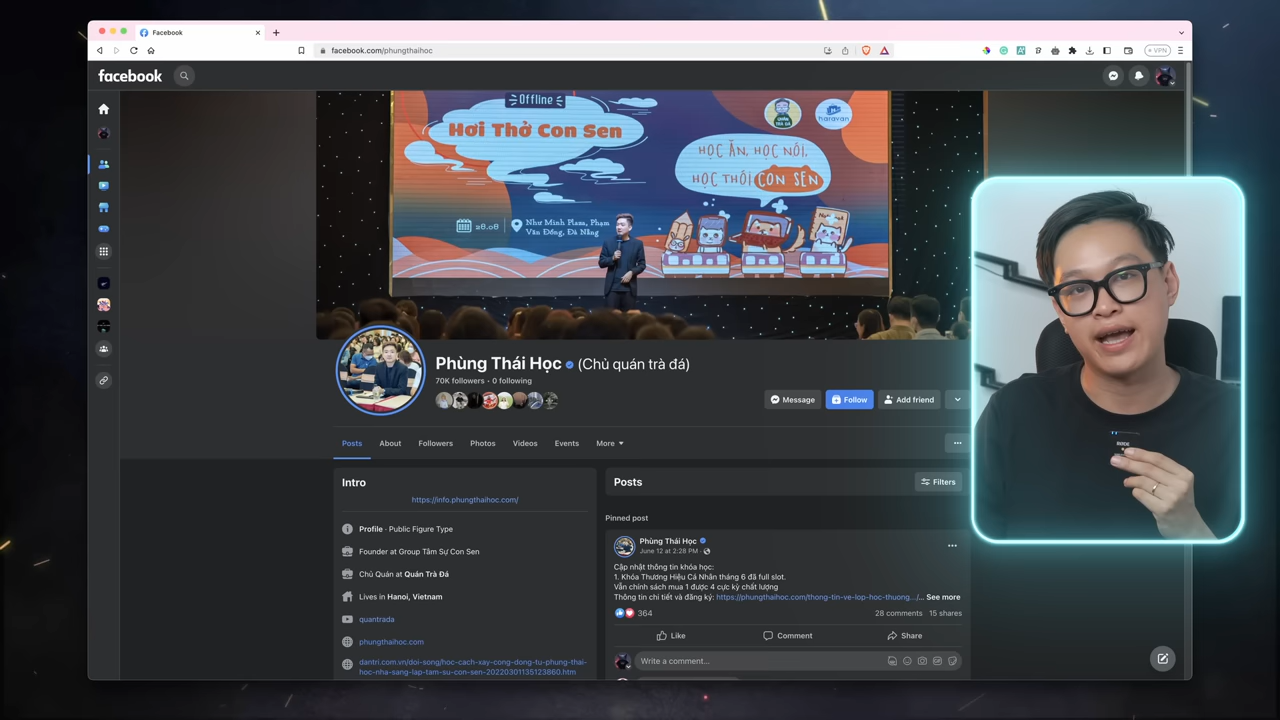 Facebook
facebook.com/phungthaihoc
VPN
facebook
Offline
Hơi Thở Con Sen
haravan
HỌC ĂN, HỌC NÓI,
HỌC THÓI CON SEN
28.08
Như Minh Plaza, Phạm
Văn Đồng, Đà Nẵng
Phùng Thái Học (Chủ quán trà đá)
70K followers • 0 following
Message
Follow
Add friend
Posts
About
Followers
Photos
Videos
Events
More
Intro
https://info.phungthaihoc.com/
Profile · Public Figure Type
Founder at Group Tâm Sự Con Sen
Chủ Quán at Quán Trà Đá
Lives in Hanoi, Vietnam
quantrada
phungthaihoc.com
dantri.com.vn/doi-song/hoc-cach-xay-cong-dong-tu-phung-thai-
hoc-nha-sang-lap-tam-su-con-sen-20220301135123860.htm
Posts
Filters
Pinned post
Phùng Thái Học
June 12 at 2:28 PM ·
Cập nhật thông tin khóa học:
1. Khóa Thương Hiệu Cá Nhân tháng 6 đã full slot.
Vẫn chính sách mua 1 được 4 cực kỳ chất lượng
Thông tin chi tiết và đăng ký: https://phungthaihoc.com/thong-tin-ve-lop-hoc-thuong.../... See more
364
28 comments 15 shares
Like
Comment
Share
Write a comment...
RODE